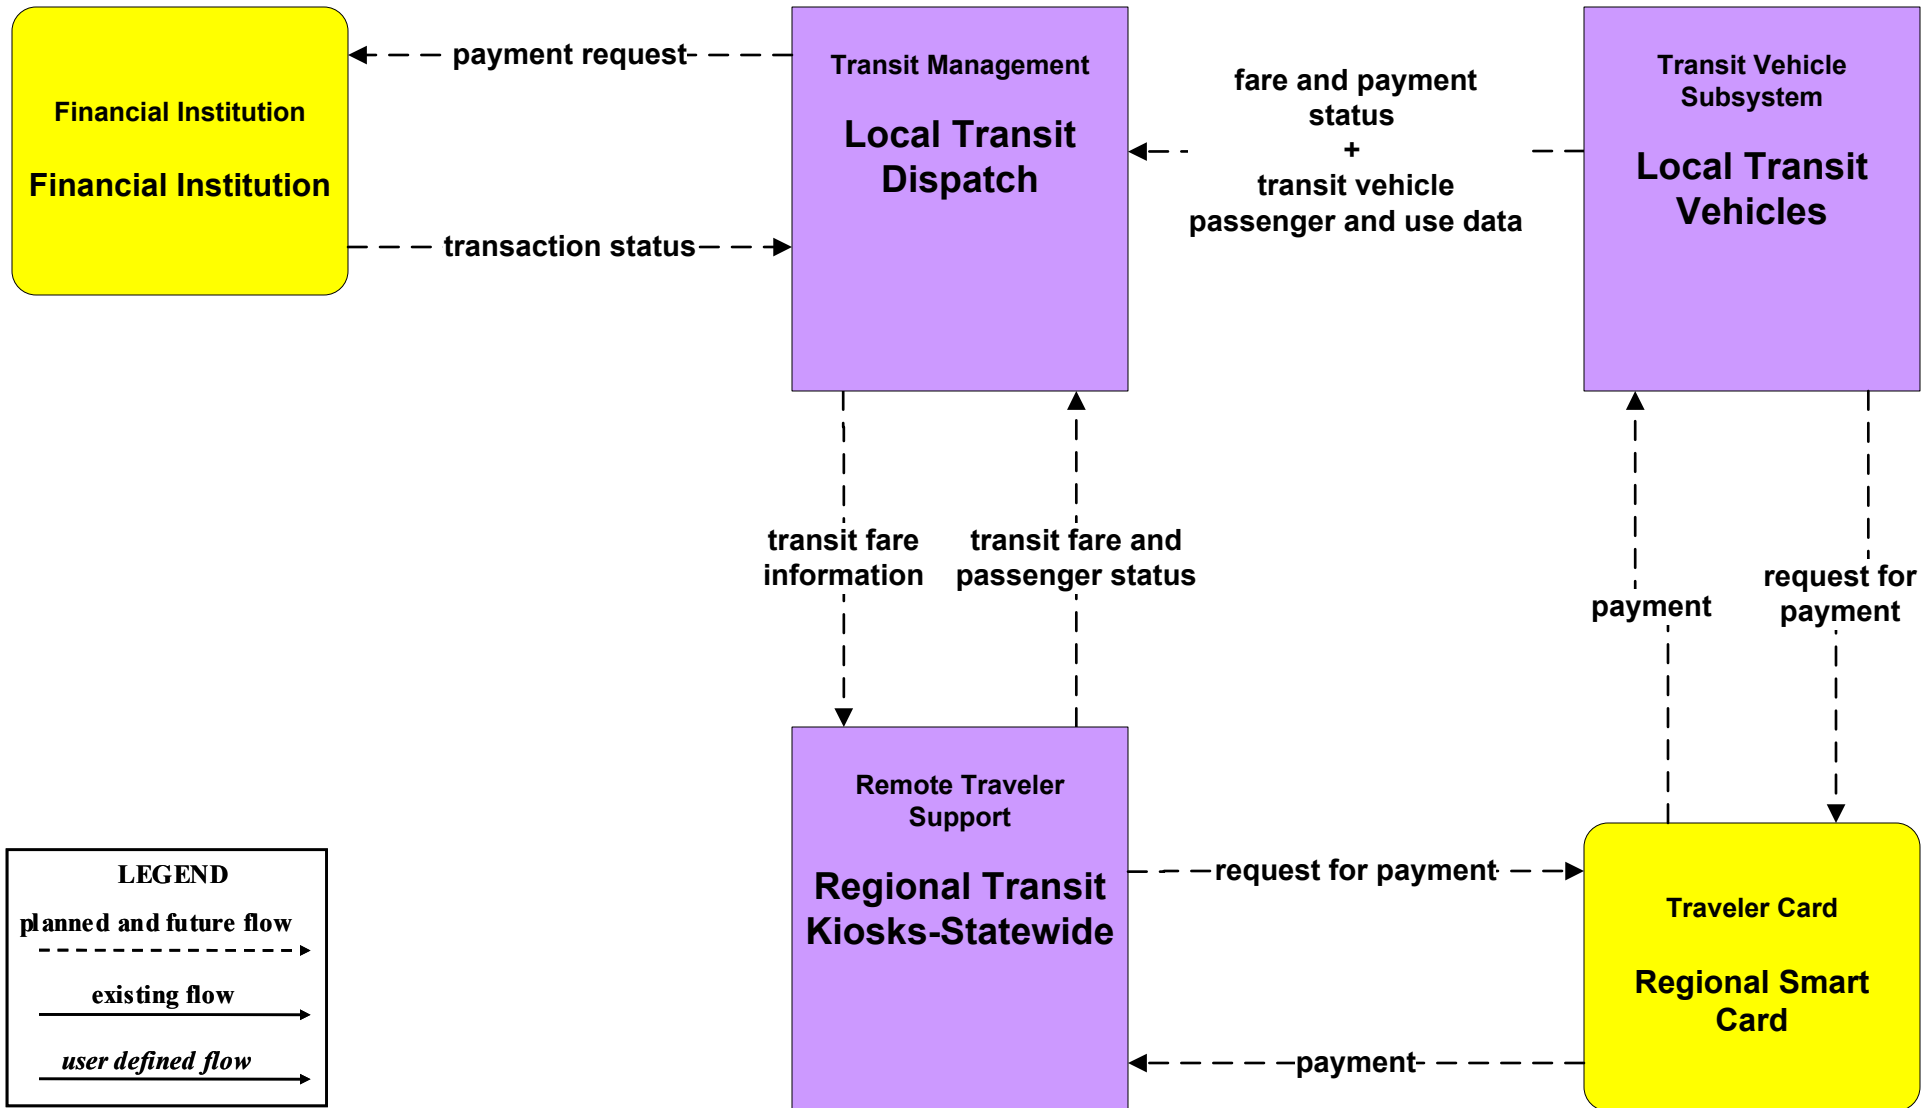 payment request
Financial Institution
Financial Institution
transaction status
Transit Management
Local Transit
Dispatch
fare and payment
status
+
transit vehicle
passenger and use data
Transit Vehicle
Subsystem
Local Transit
Vehicles
transit fare
information
transit fare and
passenger status
payment
request for
payment
Remote Traveler
Support
Regional Transit
Kiosks-Statewide
request for payment
payment
Traveler Card
Regional Smart
Card
LEGEND
planned and future flow
existing flow
user defined flow